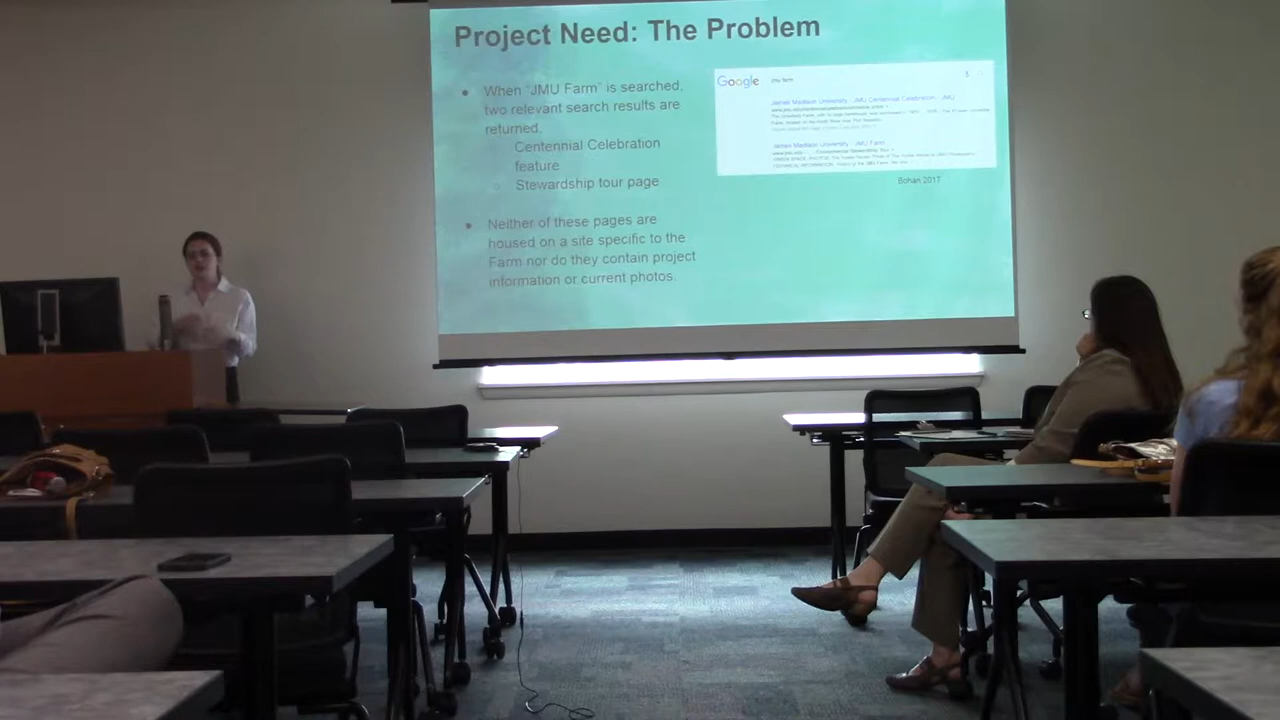 Project Need: The Problem
When "JMU Farm" is searched,
two relevant search results are
returned.
Centennial Celebration
feature
Stewardship tour page
Neither of these pages are
housed on a site specific to the
Farm nor do they contain project
information or current photos.
Google
jmu farm
James Madison University - JMU Centennial Celebration - JMU
James Madison University - JMU Farm
Bohan 2017